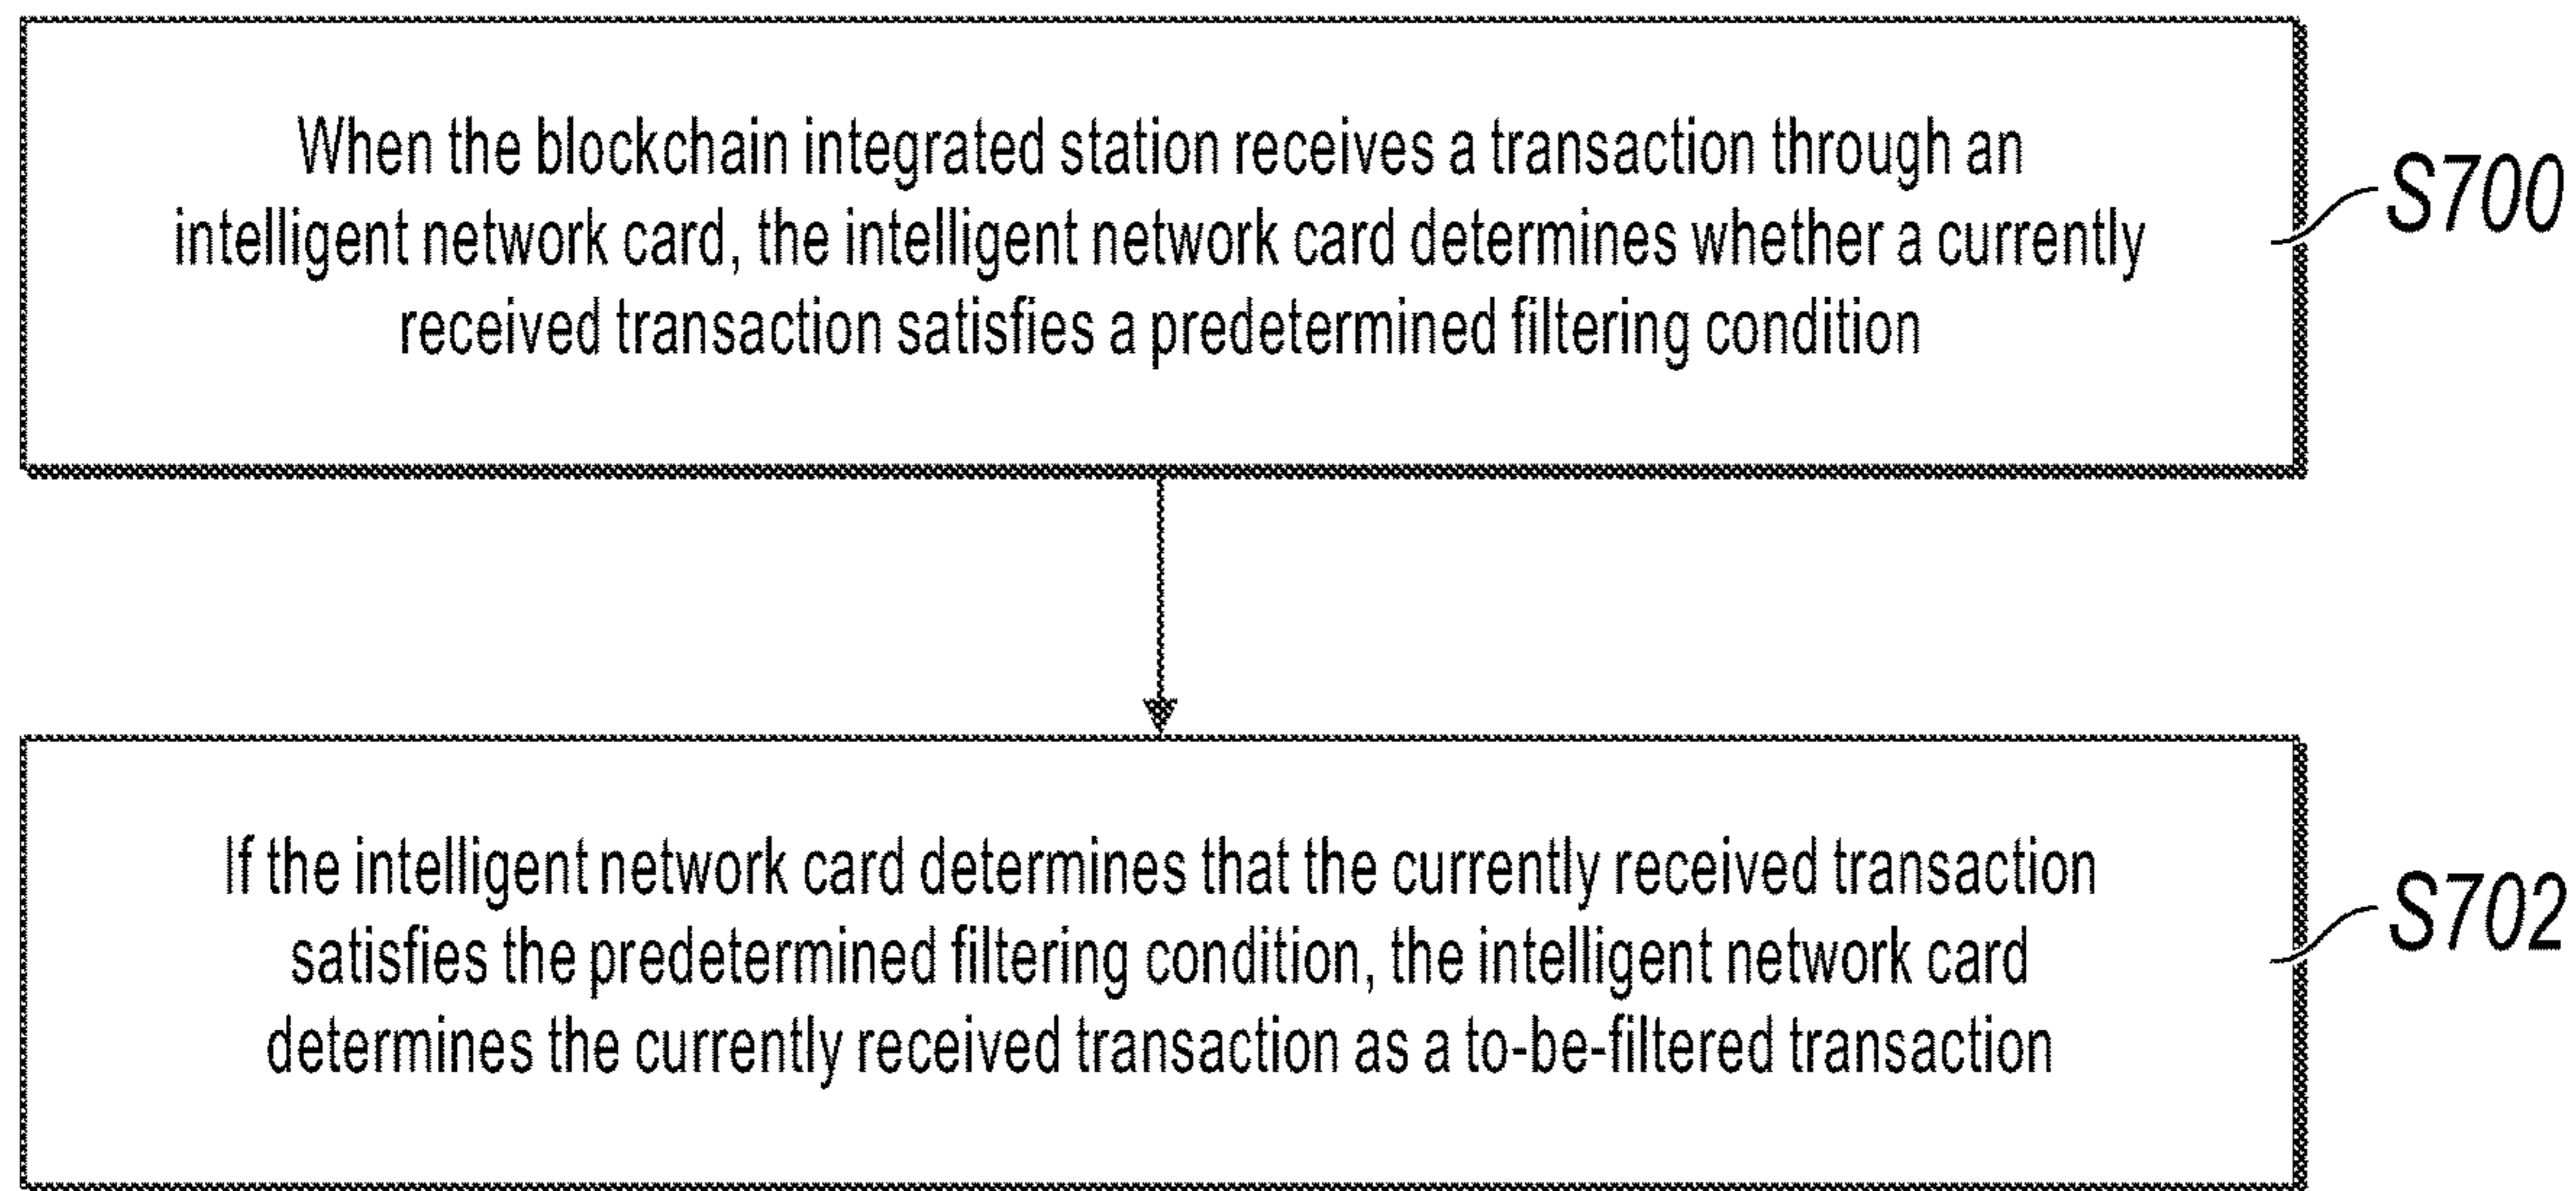 When the blockchain integrated station receives a transaction through an
intelligent network card, the intelligent network card determines whether a currently
received transaction satisfies a predetermined filtering condition
S700
If the intelligent network card determines that the currently received transaction
satisfies the predetermined filtering condition, the intelligent network card
determines the currently received transaction as a to-be-filtered transaction
S702